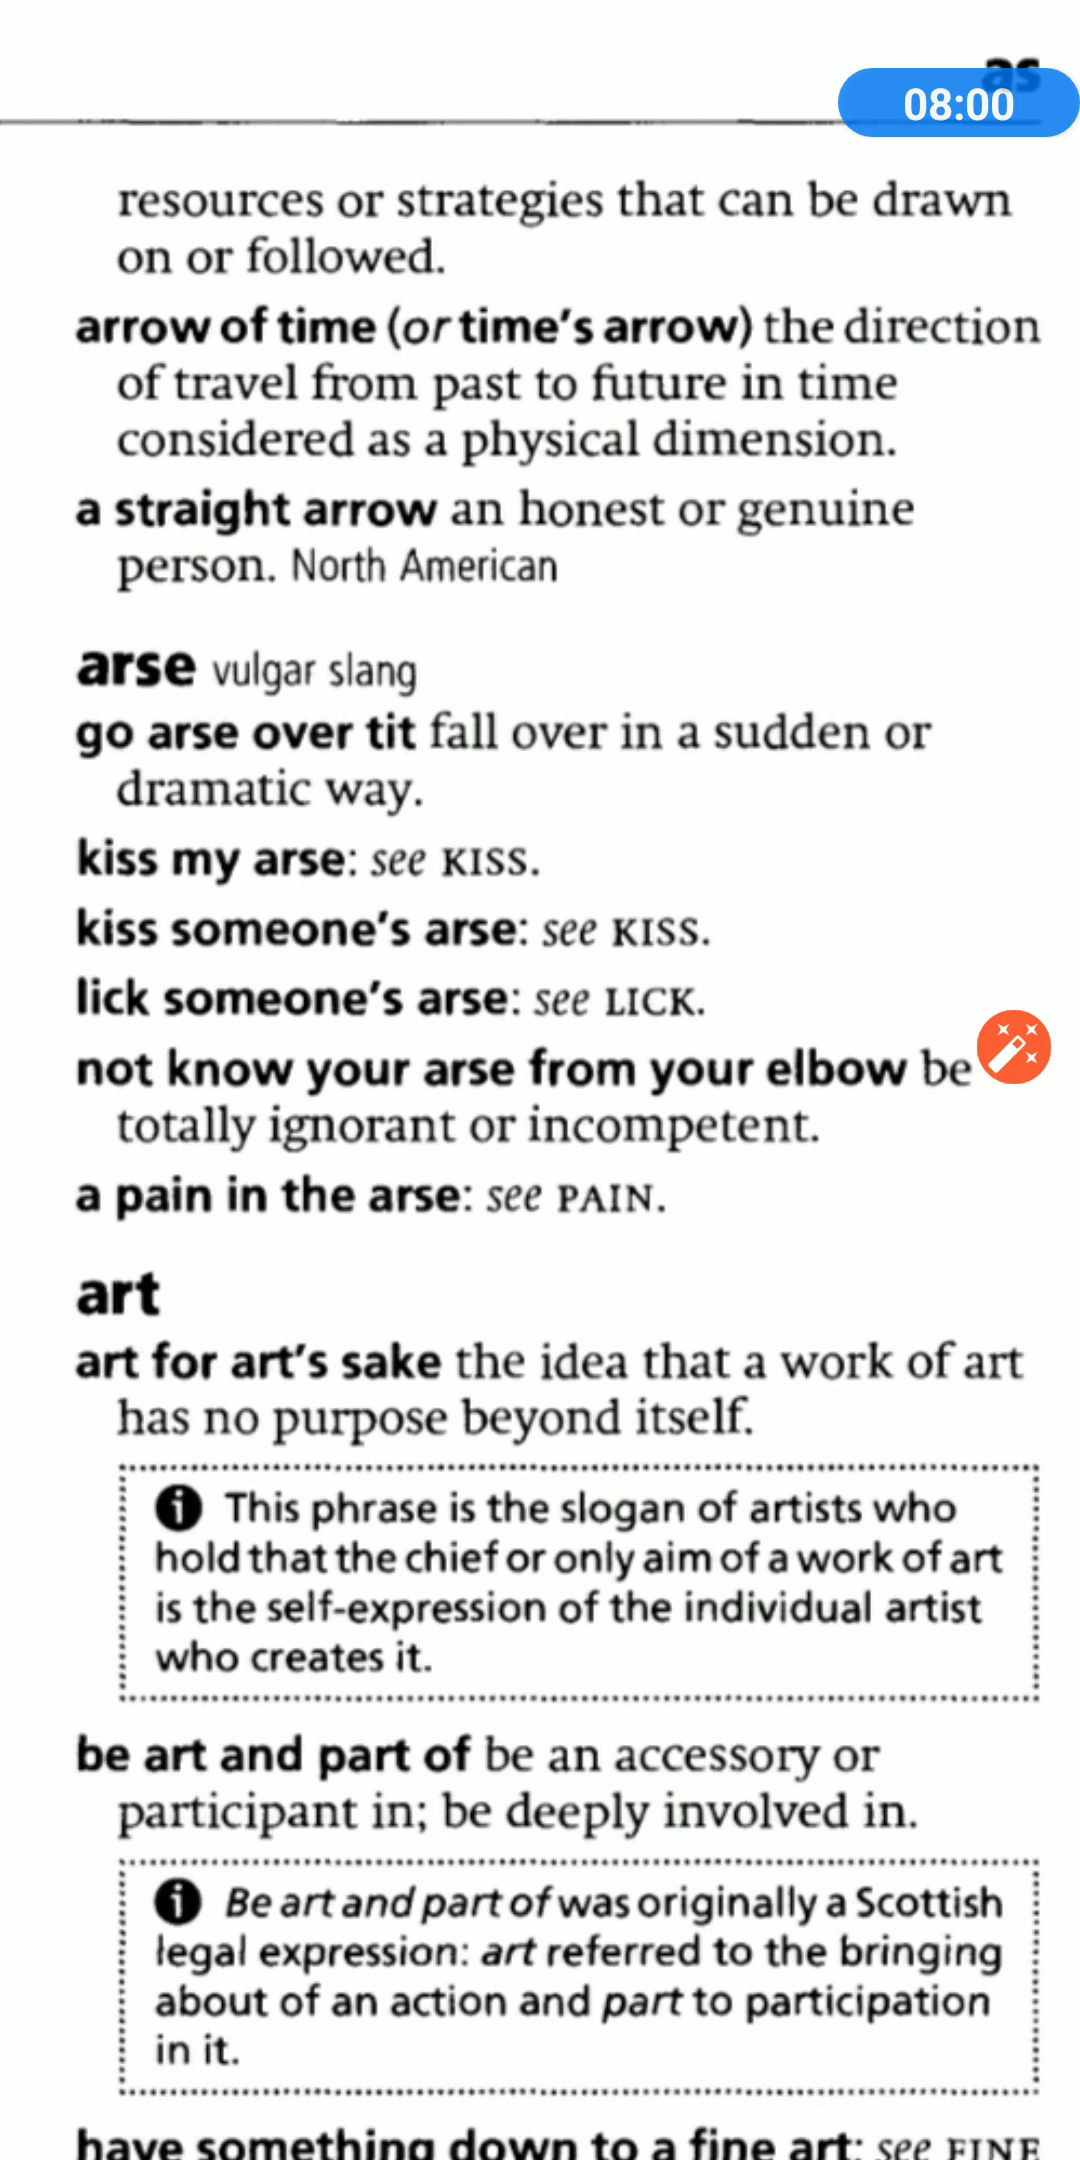 as
08:00
resources or strategies that can be drawn
on or followed.
arrow of time (or time's arrow) the direction
of travel from past to future in time
considered as a physical dimension.
a straight arrow an honest or genuine
person. North American
arse vulgar slang
go arse over tit fall over in a sudden or
dramatic way.
kiss my arse: see KISS.
kiss someone's arse: see KISS.
lick someone's arse: see LICK.
not know your arse from your elbow be
totally ignorant or incompetent.
a pain in the arse: see PAIN.
art
art for art's sake the idea that a work of art
has no purpose beyond itself.
i This phrase is the slogan of artists who
hold that the chief or only aim of a work of art
is the self-expression of the individual artist
who creates it.
be art and part of be an accessory or
participant in; be deeply involved in.
i Be art and part of was originally a Scottish
legal expression: art referred to the bringing
about of an action and part to participation
in it.
have something down to a fine art: see FINE